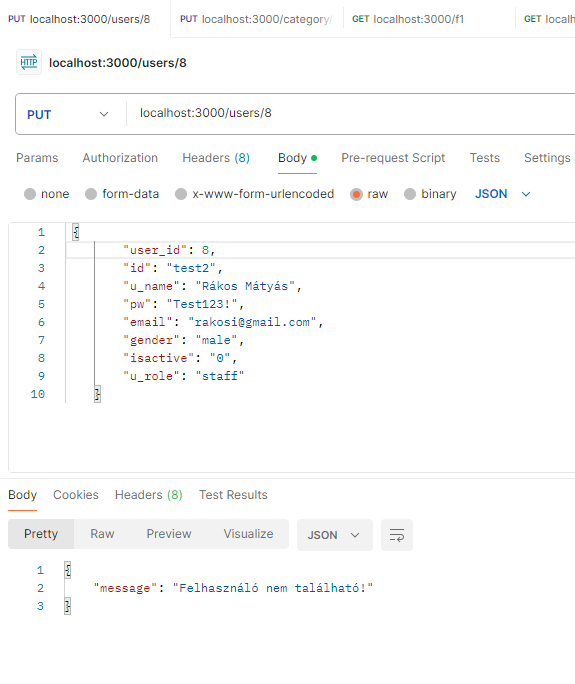 PUT localhost:3000/users/8 PUT localhost:3000/category/ GET localhost:3000/f1 GET localh
HTTP localhost:3000/users/8
PUT localhost:3000/users/8
Params Authorization Headers (8) Body Pre-request Script Tests Settings
none form-data x-www-form-urlencoded raw binary JSON
1 {
2 "user_id": 8,
3 "id": "test2",
4 "u_name": "Rákos Mátyás",
5 "pw": "Test123!",
6 "email": "rakosi@gmail.com",
7 "gender": "male",
8 "isactive": "0",
9 "u_role": "staff"
10 }
Body Cookies Headers (8) Test Results
Pretty Raw Preview Visualize JSON
1 {
2 "message": "Felhasználó nem található!"
3 }